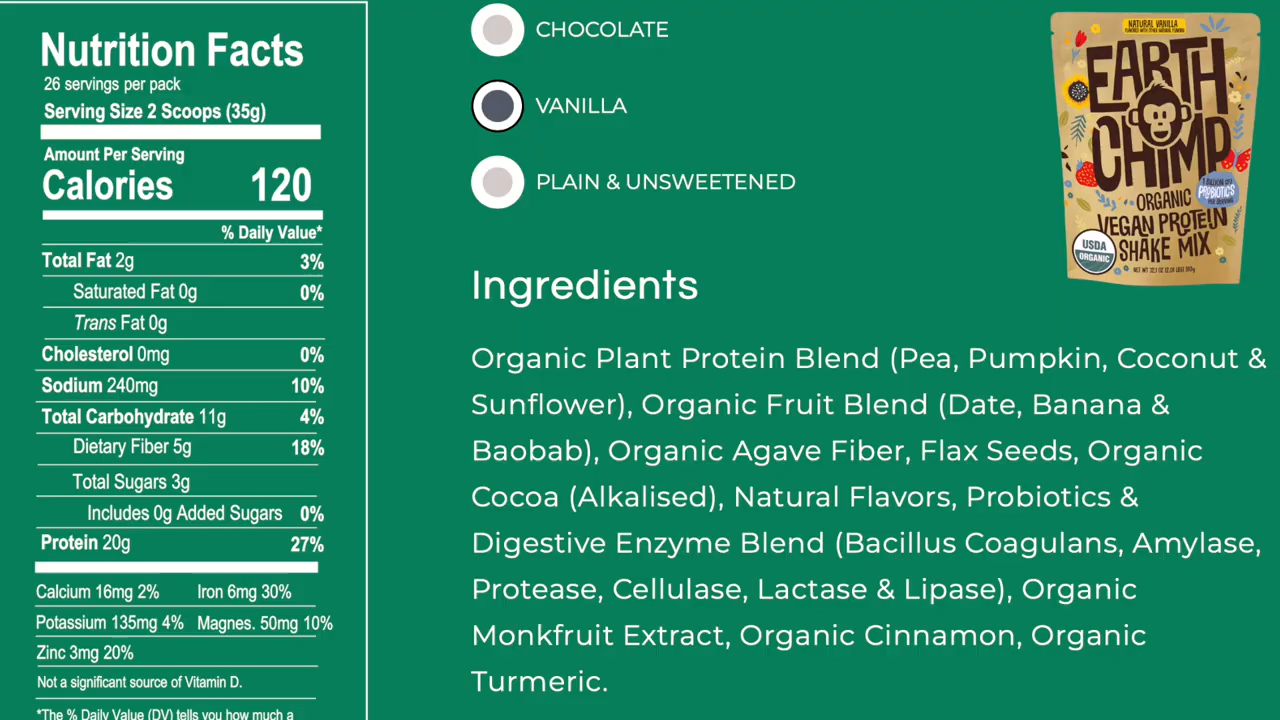 Nutrition Facts
26 servings per pack
Serving Size 2 Scoops (35g)
Amount Per Serving
Calories 120
% Daily Value*
Total Fat 2g 3%
Saturated Fat 0g 0%
Trans Fat 0g
Cholesterol 0mg 0%
Sodium 240mg 10%
Total Carbohydrate 11g 4%
Dietary Fiber 5g 18%
Total Sugars 3g
Includes 0g Added Sugars 0%
Protein 20g 27%
Calcium 16mg 2% Iron 6mg 30%
Potassium 135mg 4% Magnes. 50mg 10%
Zinc 3mg 20%
Not a significant source of Vitamin D.
*The % Daily Value (DV) tells you how much a
CHOCOLATE
VANILLA
PLAIN & UNSWEETENED
Ingredients
Organic Plant Protein Blend (Pea, Pumpkin, Coconut &
Sunflower), Organic Fruit Blend (Date, Banana &
Baobab), Organic Agave Fiber, Flax Seeds, Organic
Cocoa (Alkalised), Natural Flavors, Probiotics &
Digestive Enzyme Blend (Bacillus Coagulans, Amylase,
Protease, Cellulase, Lactase & Lipase), Organic
Monkfruit Extract, Organic Cinnamon, Organic
Turmeric.
NATURAL VANILLA
EARTH
CHIMP
ORGANIC
VEGAN PROTEIN
SHAKE MIX
PROBIOTICS
USDA
ORGANIC